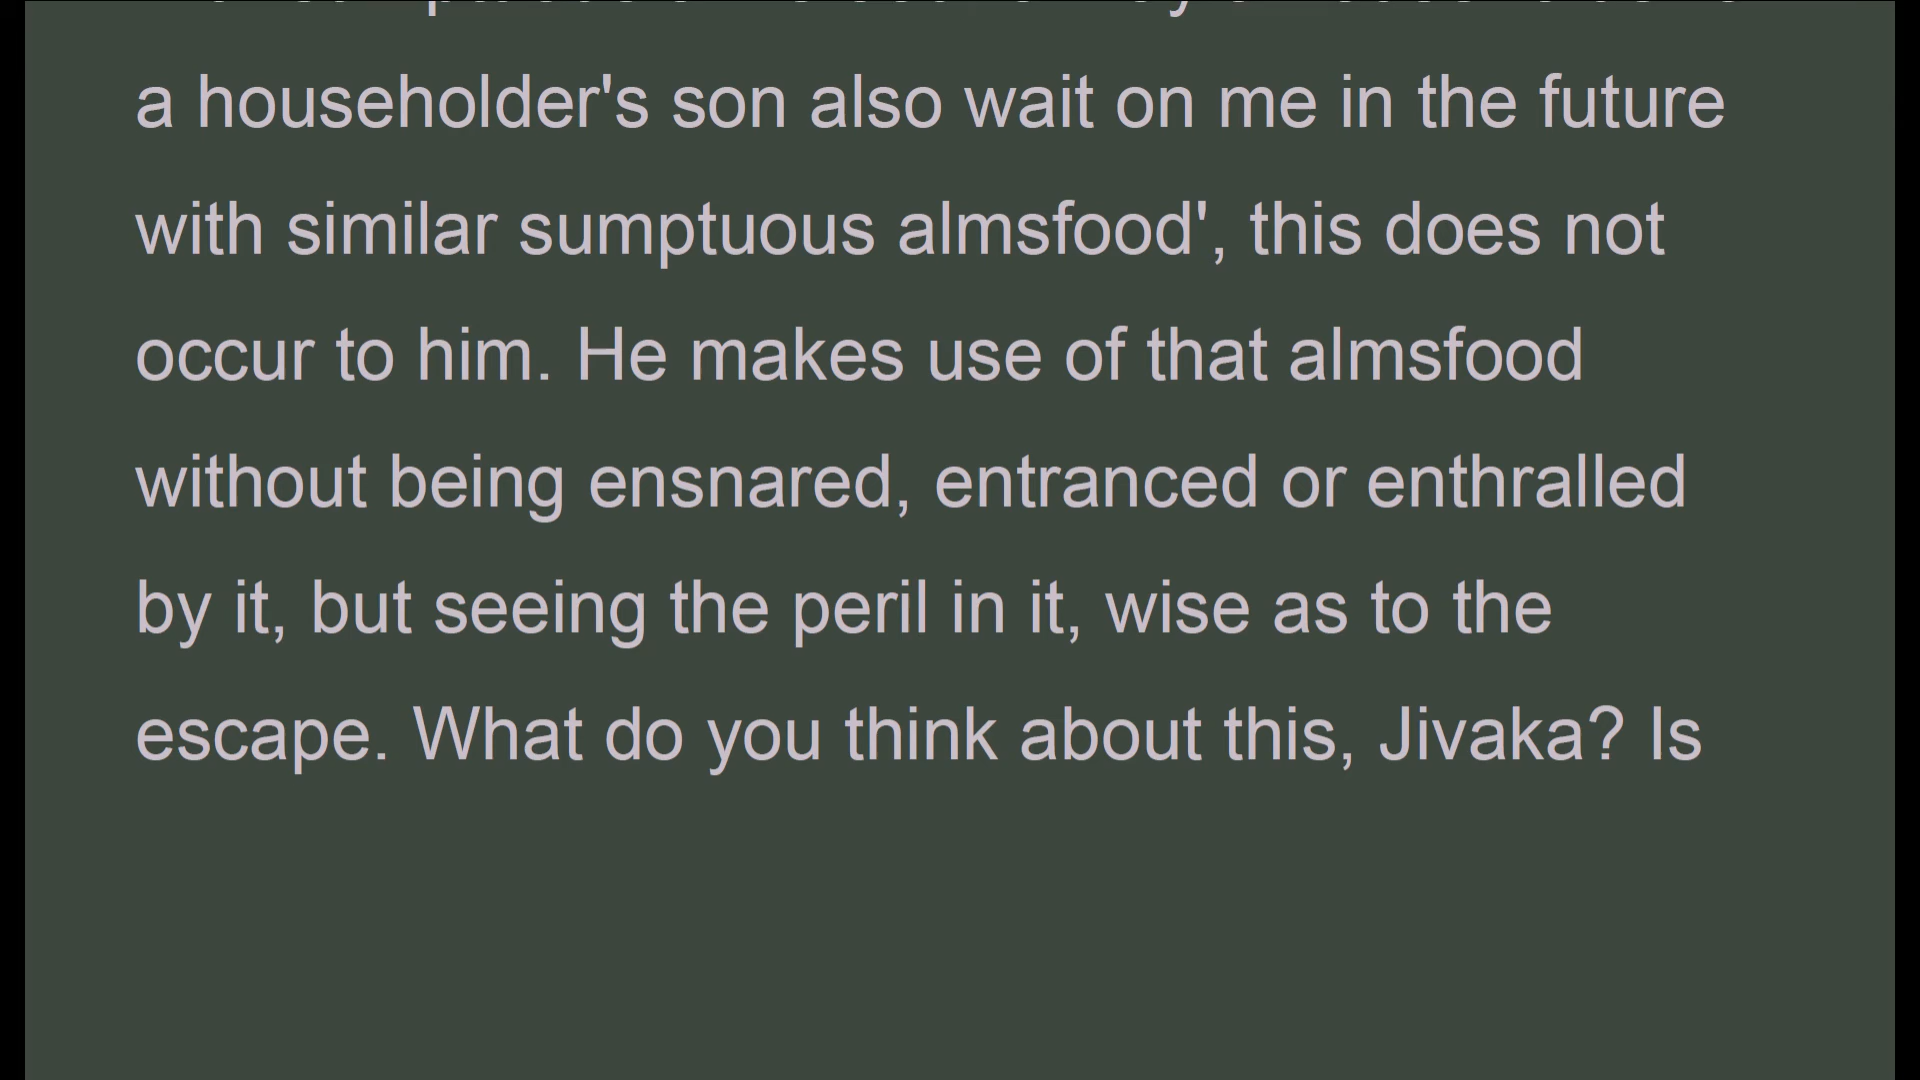 a householder's son also wait on me in the future
with similar sumptuous almsfood', this does not
occur to him. He makes use of that almsfood
without being ensnared, entranced or enthralled
by it, but seeing the peril in it, wise as to the
escape. What do you think about this, Jivaka? Is